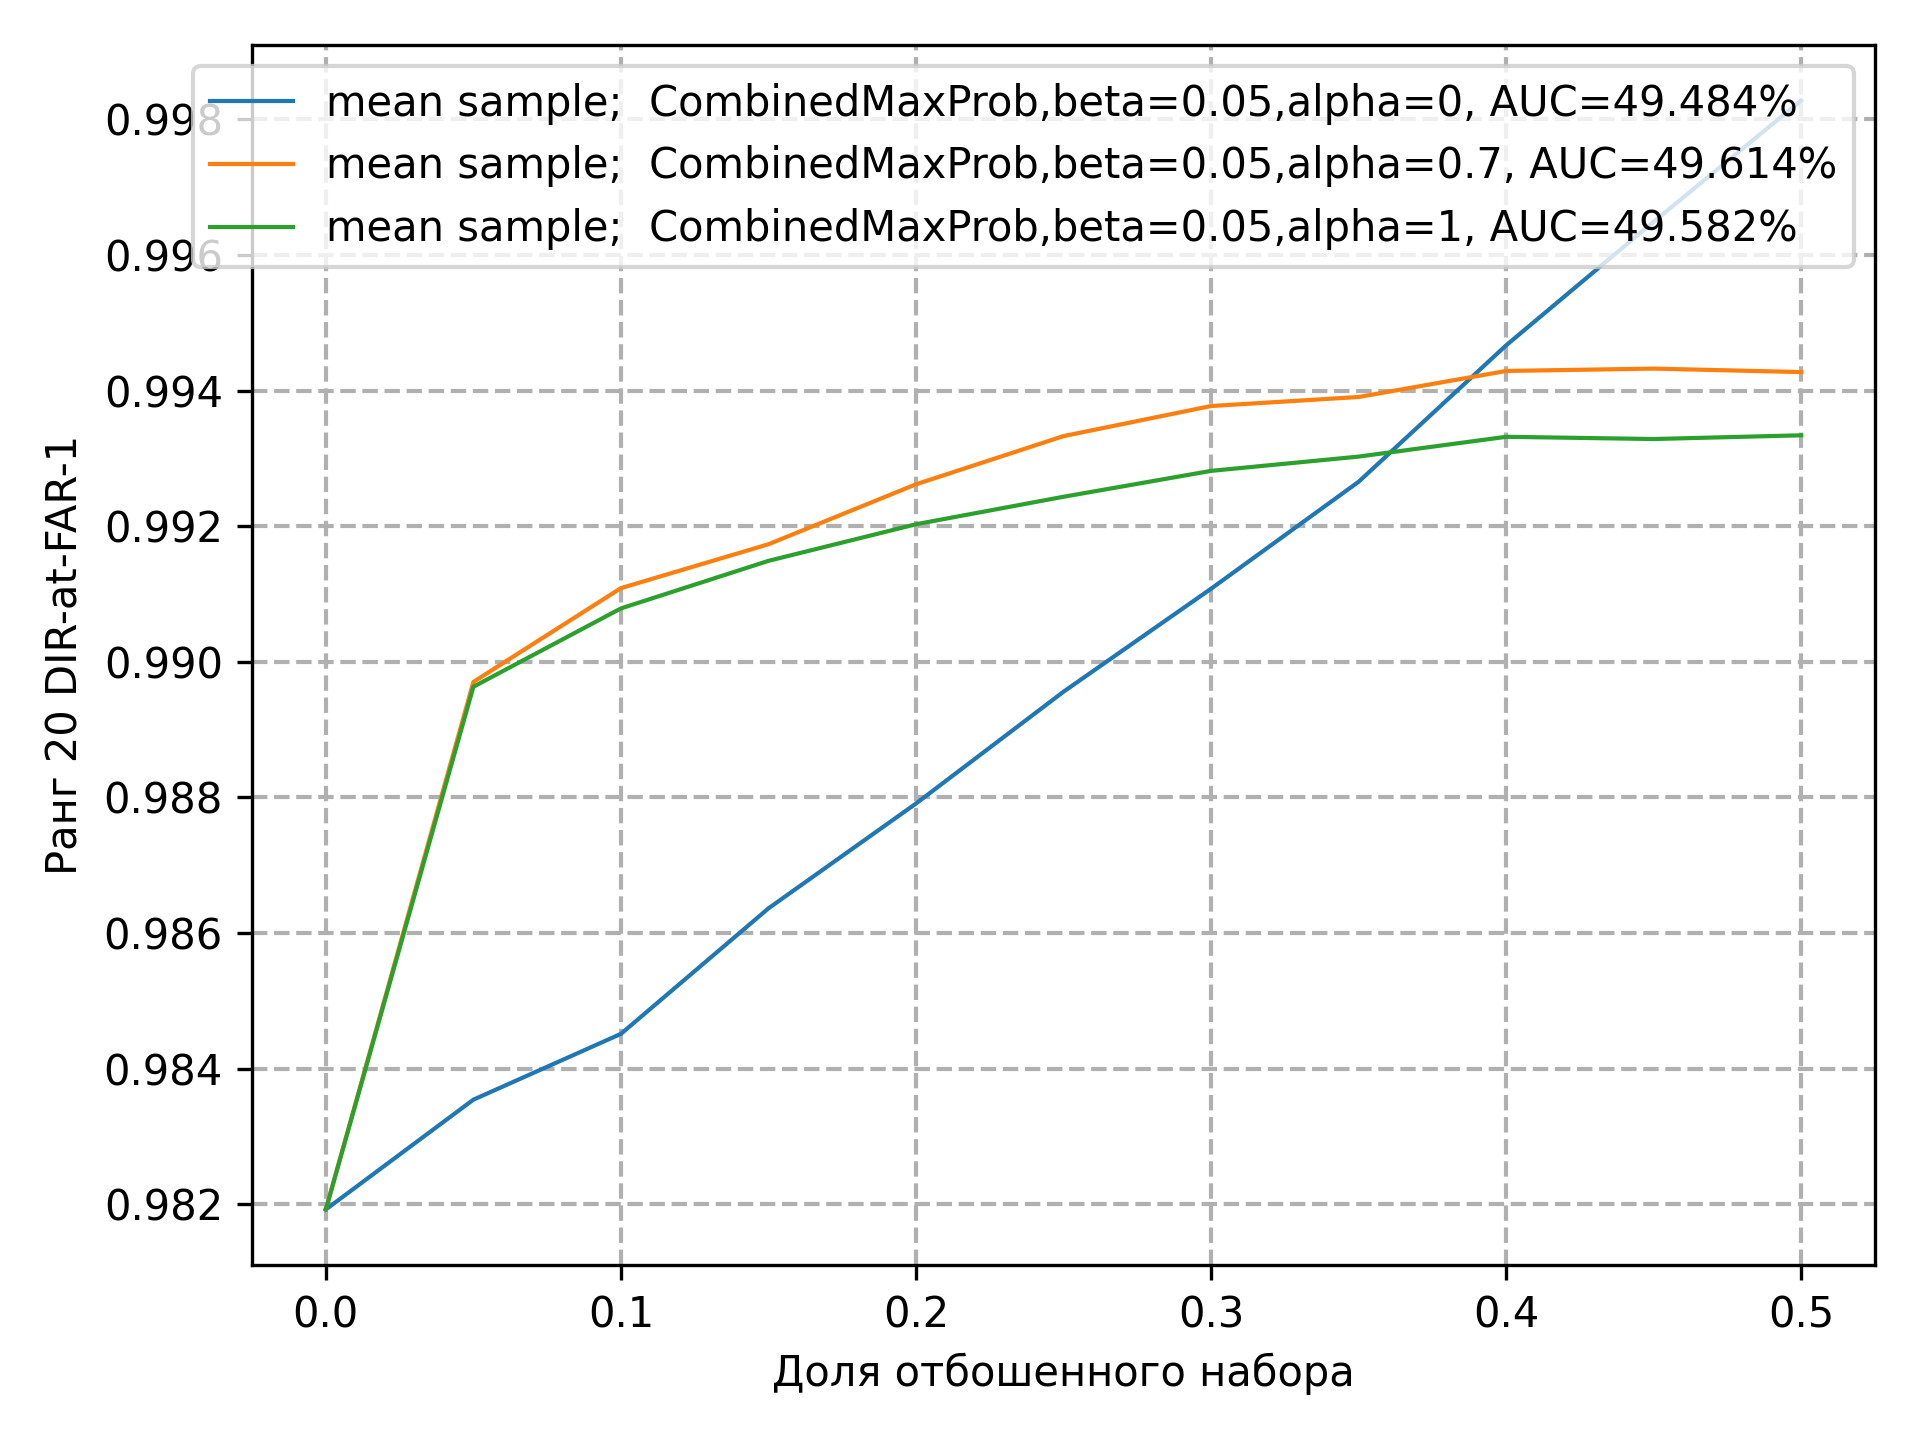 mean sample;  CombinedMaxProb,beta=0.05,alpha=0, AUC=49.484%
mean sample;  CombinedMaxProb,beta=0.05,alpha=0.7, AUC=49.614%
mean sample;  CombinedMaxProb,beta=0.05,alpha=1, AUC=49.582%
0.998
0.996
0.994
0.992
0.990
0.988
0.986
0.984
0.982
Ранг 20 DIR-at-FAR-1
0.0 0.1 0.2 0.3 0.4 0.5
Доля отбошенного набора